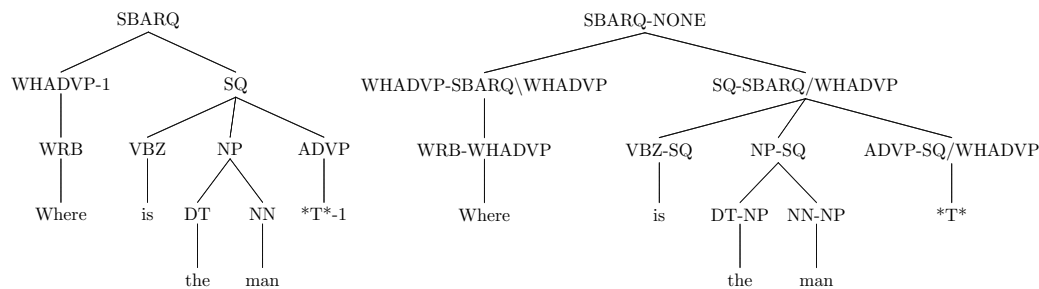 SBARQ SBARQ-NONE
WHADVP-1 SQ WHADVP-SBARQ\WHADVP SQ-SBARQ/WHADVP
WRB VBZ NP ADVP WRB-WHADVP VBZ-SQ NP-SQ ADVP-SQ/WHADVP
Where is DT NN *T*-1 Where is DT-NP NN-NP *T*
the man the man